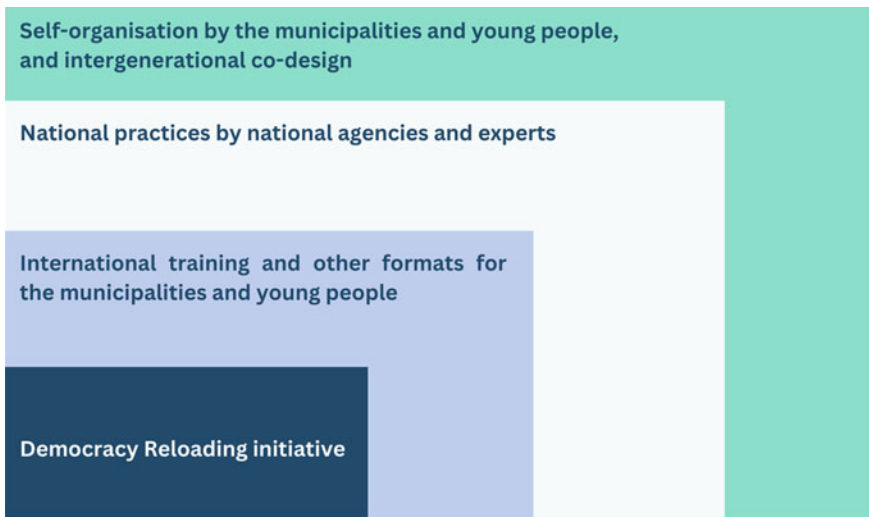 Self-organisation by the municipalities and young people,
and intergenerational co-design
National practices by national agencies and experts
International training and other formats for
the municipalities and young people
Democracy Reloading initiative